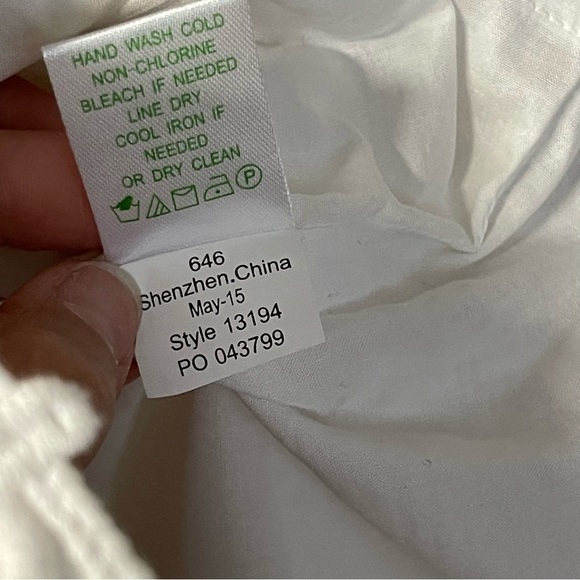 HAND WASH COLD
NON-CHLORINE
BLEACH IF NEEDED
LINE DRY
COOL IRON IF
NEEDED
OR DRY CLEAN
P
646
Shenzhen.China
May-15
Style 13194
PO 043799